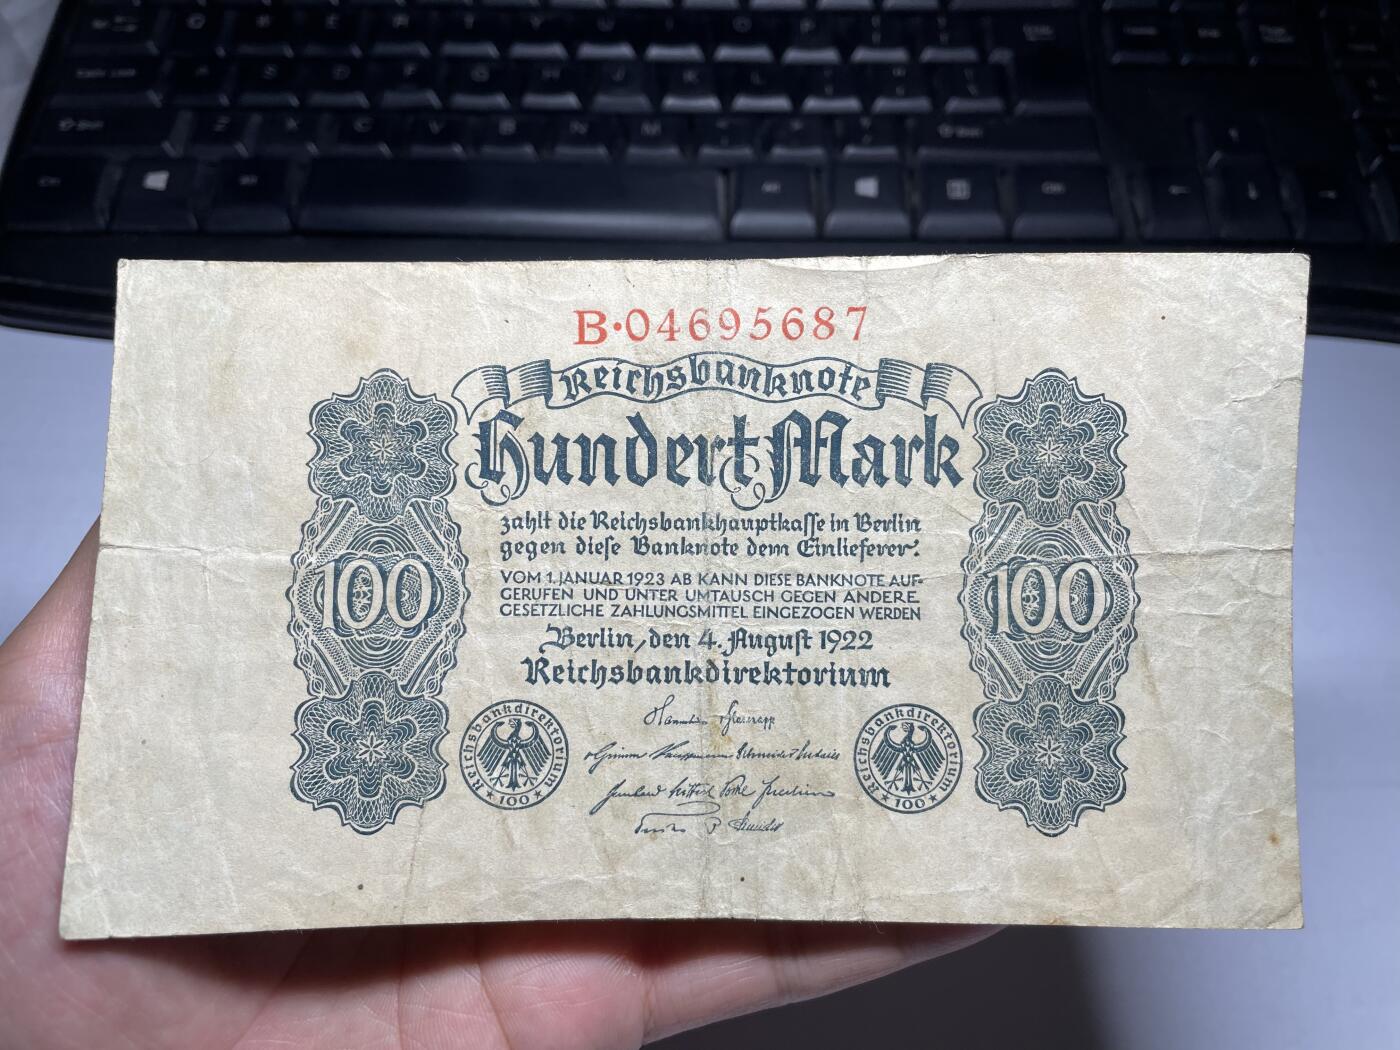 B·04695687
Reichsbanknote
Hundert Mark
zahlt die Reichsbankhauptkasse in Berlin
gegen diese Banknote dem Einlieferer.
VOM 1. JANUAR 1923 AB KANN DIESE BANKNOTE AUF-
GERUFEN UND UNTER UMTAUSCH GEGEN ANDERE
GESETZLICHE ZAHLUNGSMITTEL EINGEZOGEN WERDEN
100
100
Berlin, den 4. August 1922
Reichsbankdirektorium
Reichsbankdirektorium
★ 100 ★
Reichsbankdirektorium
★ 100 ★